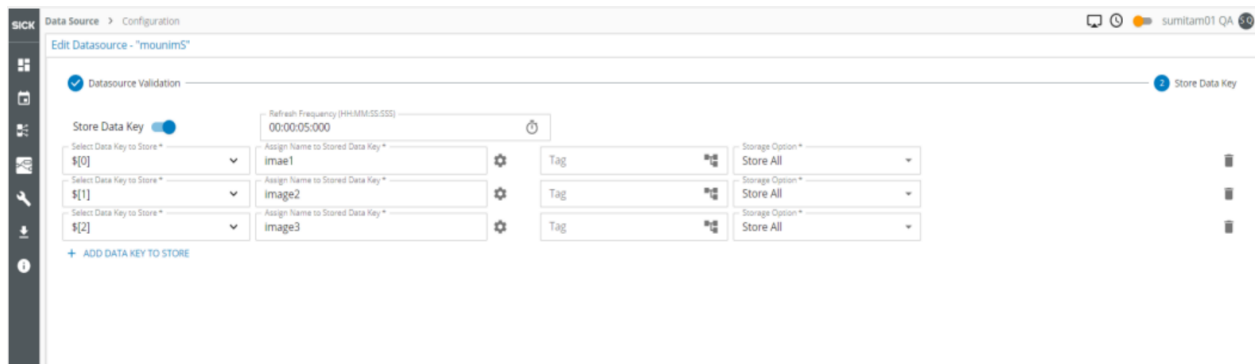 SICK Data Source > Configuration sumitam01 QA SQ
Edit Datasource - "mounimS"
Datasource Validation 2 Store Data Key
Store Data Key Refresh Frequency (HH:MM:SS:SSS) 00:00:05:000
Select Data Key to Store * Assign Name to Stored Data Key * Storage Option *
$[0] imae1 Tag Store All
Select Data Key to Store * Assign Name to Stored Data Key * Storage Option *
$[1] image2 Tag Store All
Select Data Key to Store * Assign Name to Stored Data Key * Storage Option *
$[2] image3 Tag Store All
+ ADD DATA KEY TO STORE